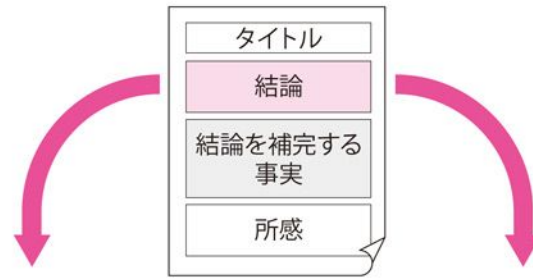 タイトル
結論
結論を補完する
事実
所感